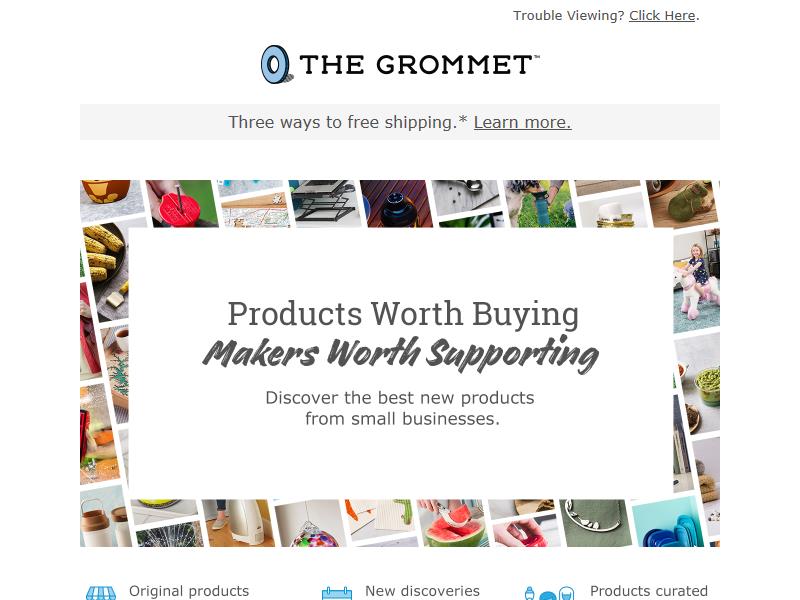 Trouble Viewing? Click Here.
THE GROMMET™
Three ways to free shipping.* Learn more.
Products Worth Buying
Makers Worth Supporting
Discover the best new products
from small businesses.
Original products
New discoveries
Products curated